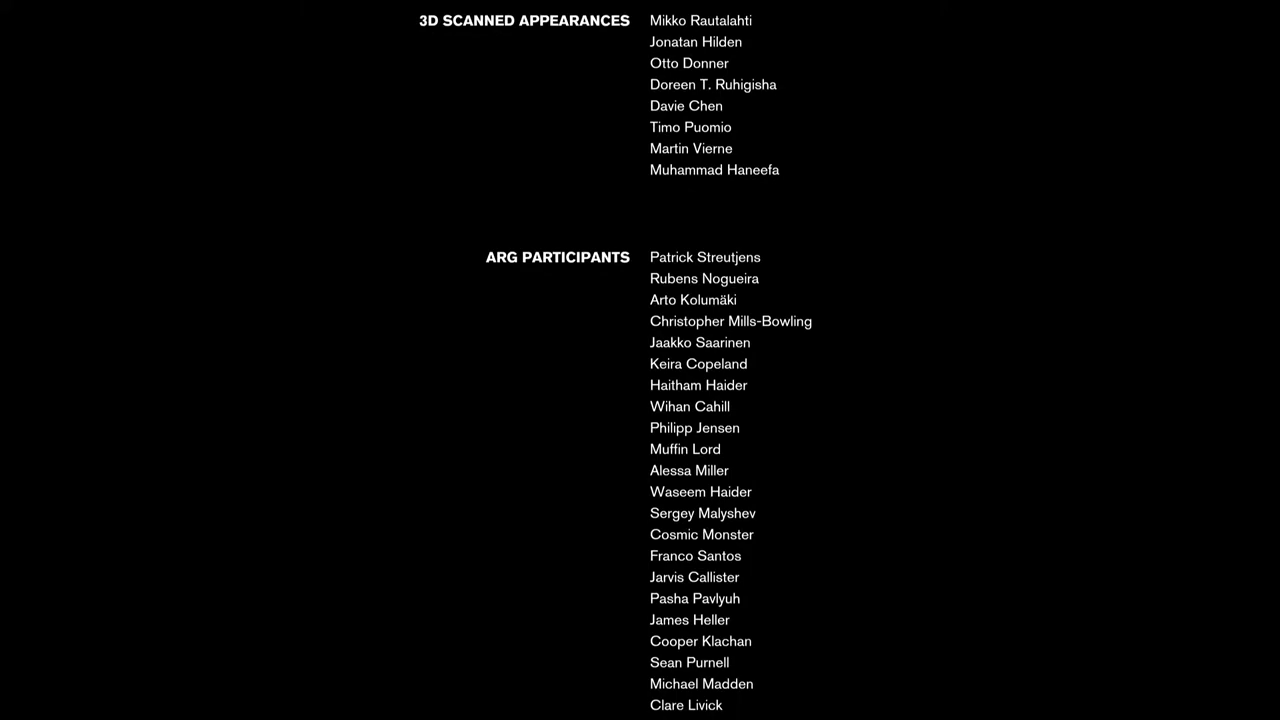 3D SCANNED APPEARANCES Mikko Rautalahti
Jonatan Hilden
Otto Donner
Doreen T. Ruhigisha
Davie Chen
Timo Puomio
Martin Vierne
Muhammad Haneefa
ARG PARTICIPANTS Patrick Streutjens
Rubens Nogueira
Arto Kolumäki
Christopher Mills-Bowling
Jaakko Saarinen
Keira Copeland
Haitham Haider
Wihan Cahill
Philipp Jensen
Muffin Lord
Alessa Miller
Waseem Haider
Sergey Malyshev
Cosmic Monster
Franco Santos
Jarvis Callister
Pasha Pavlyuh
James Heller
Cooper Klachan
Sean Purnell
Michael Madden
Clare Livick